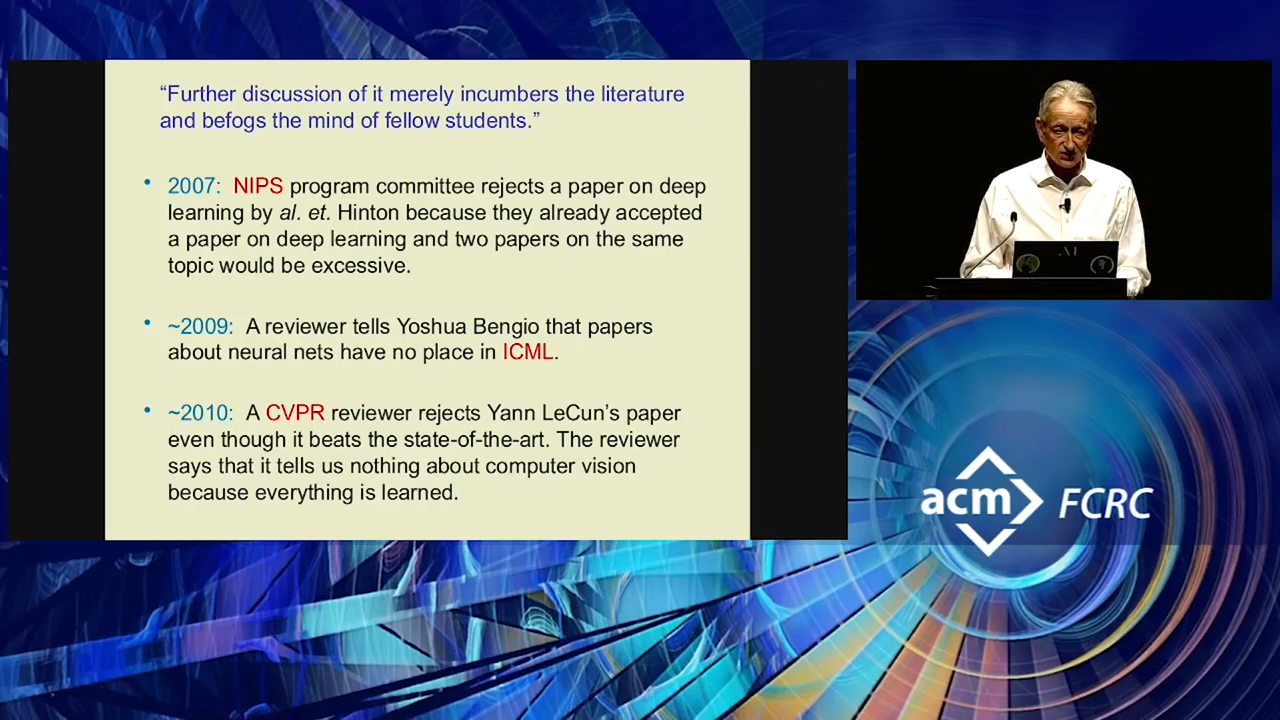 “Further discussion of it merely incumbers the literature
and befogs the mind of fellow students.”
• 2007: NIPS program committee rejects a paper on deep
learning by al. et. Hinton because they already accepted
a paper on deep learning and two papers on the same
topic would be excessive.
• ~2009: A reviewer tells Yoshua Bengio that papers
about neural nets have no place in ICML.
• ~2010: A CVPR reviewer rejects Yann LeCun’s paper
even though it beats the state-of-the-art. The reviewer
says that it tells us nothing about computer vision
because everything is learned.
acm FCRC